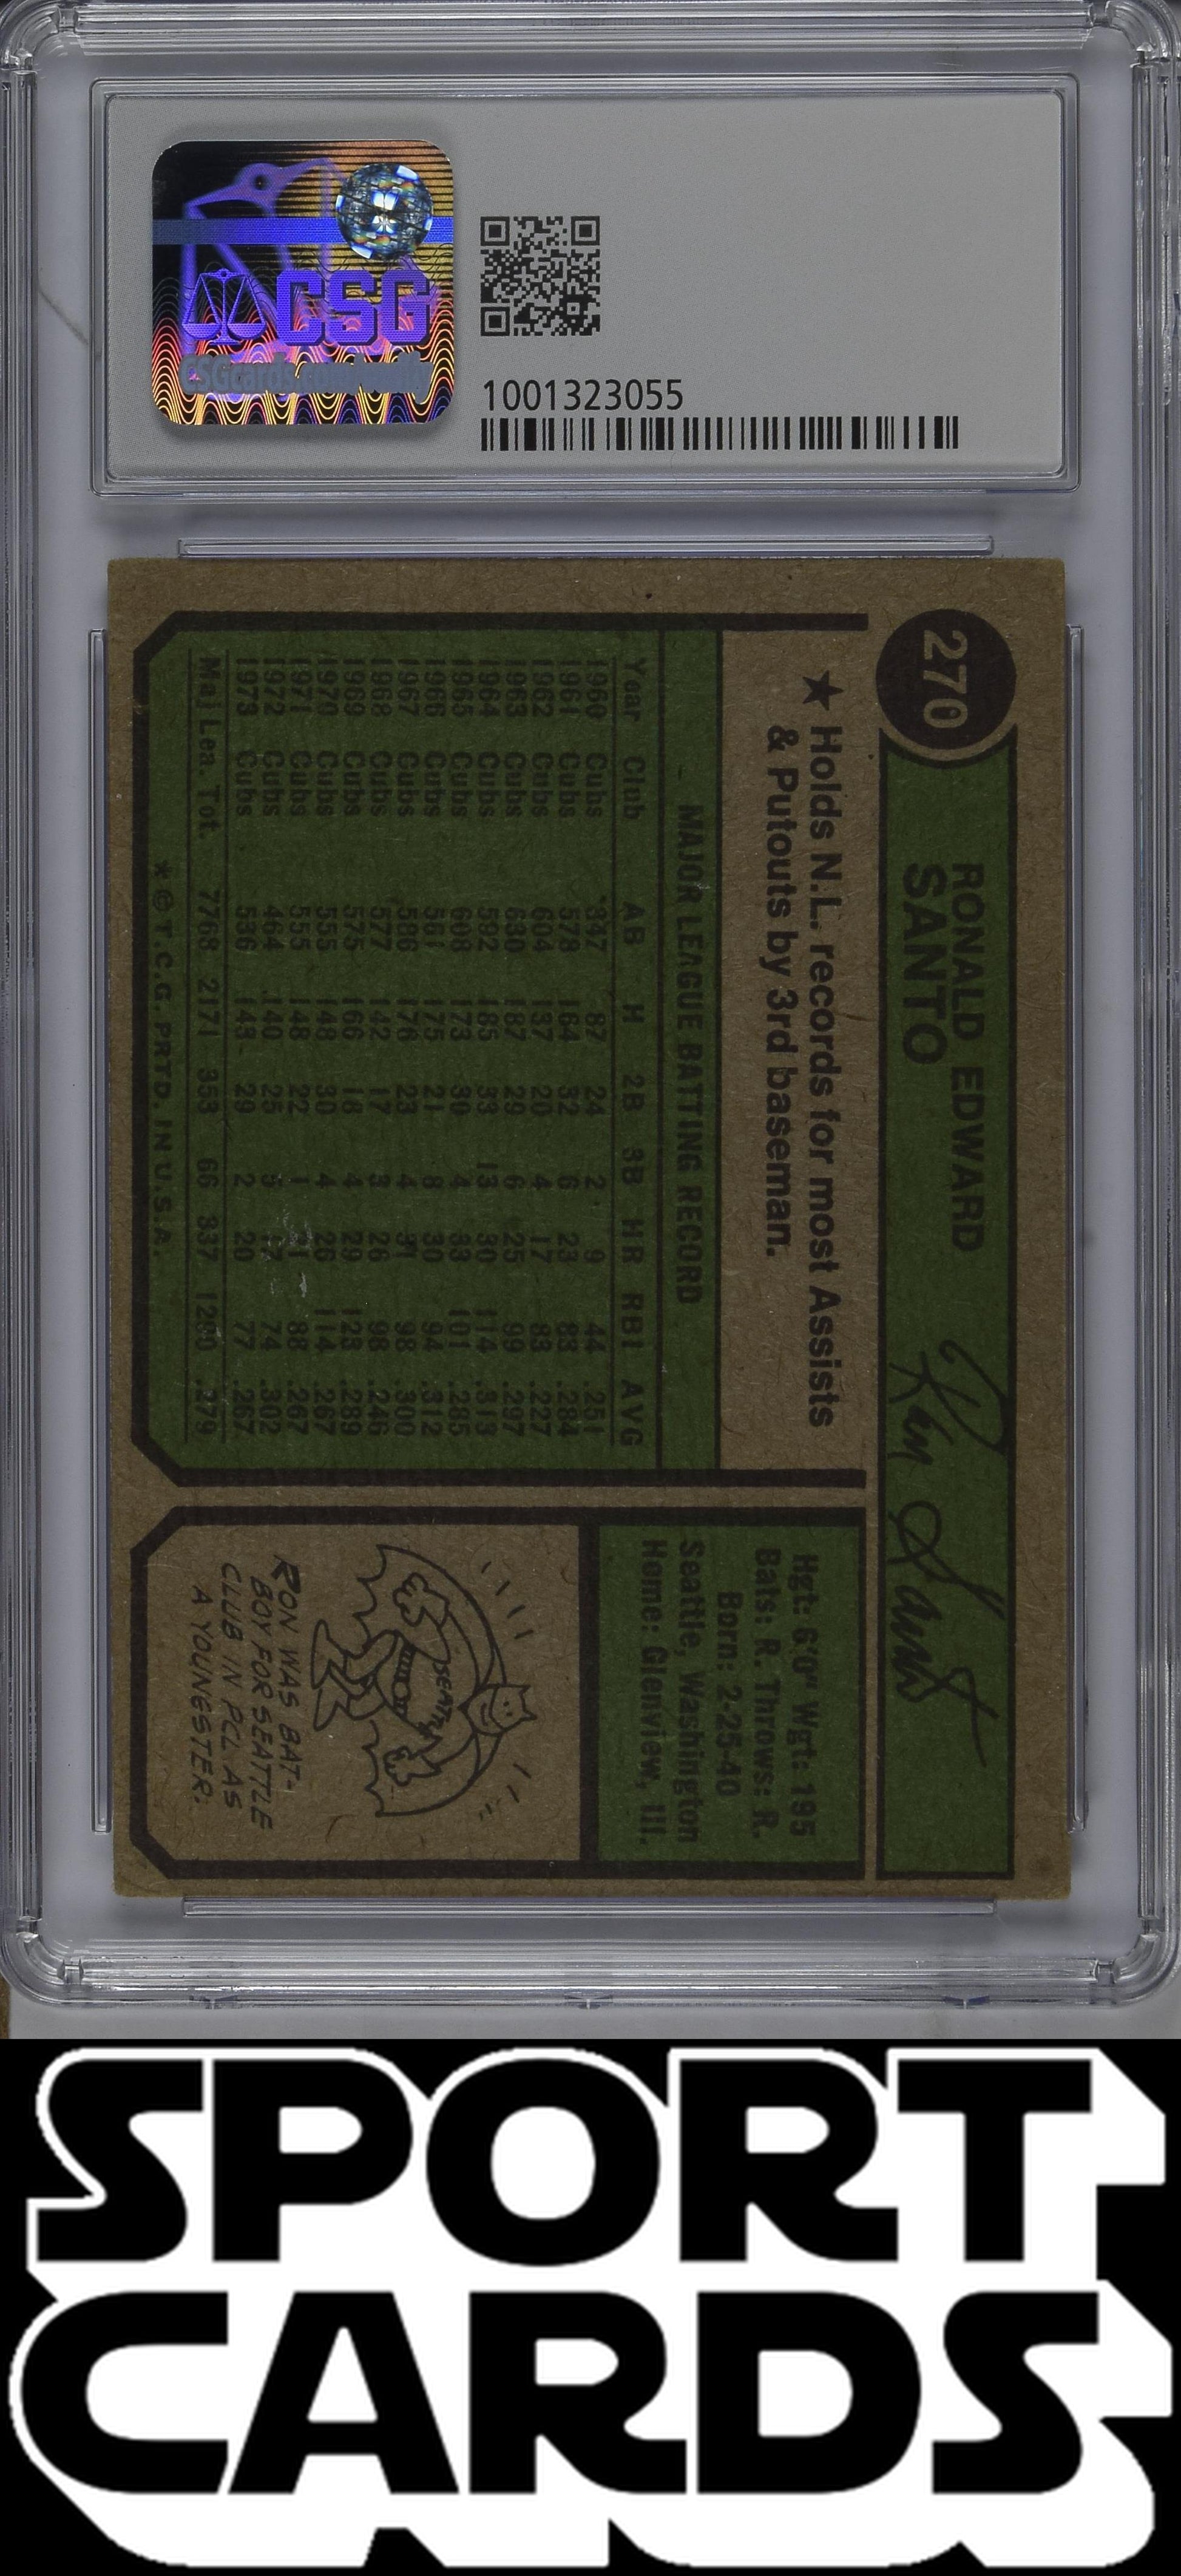 CSG
CSGcards.com/verify
1001323055
270
RONALD EDWARD
SANTO
Ron Santo
★ Holds N.L. records for most Assists
& Putouts by 3rd baseman.
MAJOR LEAGUE BATTING RECORD
Year Club AB H 2B 3B HR RBI AVG
1960 Cubs 347 87 24 2 9 44 .251
1961 Cubs 578 164 32 6 23 83 .284
1962 Cubs 604 137 20 4 17 83 .227
1963 Cubs 630 187 29 6 25 99 .297
1964 Cubs 592 185 33 13 30 114 .313
1965 Cubs 608 173 30 4 33 101 .285
1966 Cubs 561 175 21 8 30 94 .312
1967 Cubs 586 176 23 4 31 98 .300
1968 Cubs 577 142 17 3 26 98 .246
1969 Cubs 575 166 18 4 29 123 .289
1970 Cubs 555 148 30 4 26 114 .267
1971 Cubs 555 148 22 1 88 .267
1972 Cubs 464 140 25 5 74 .302
1973 Cubs 536 143 29 2 20 77 .267
Maj. Lea. Tot. 7768 2171 353 66 337 1290 .279
*© T.C.G. PRTD. IN U.S.A.
Hgt: 6'0" Wgt: 195
Bats: R. Throws: R.
Born: 2-25-40
Seattle, Washington
Home: Glenview, Ill.
SEATTLE
RON WAS BAT-
BOY FOR SEATTLE
CLUB IN PCL AS
A YOUNGSTER.
SPORT
CARDS